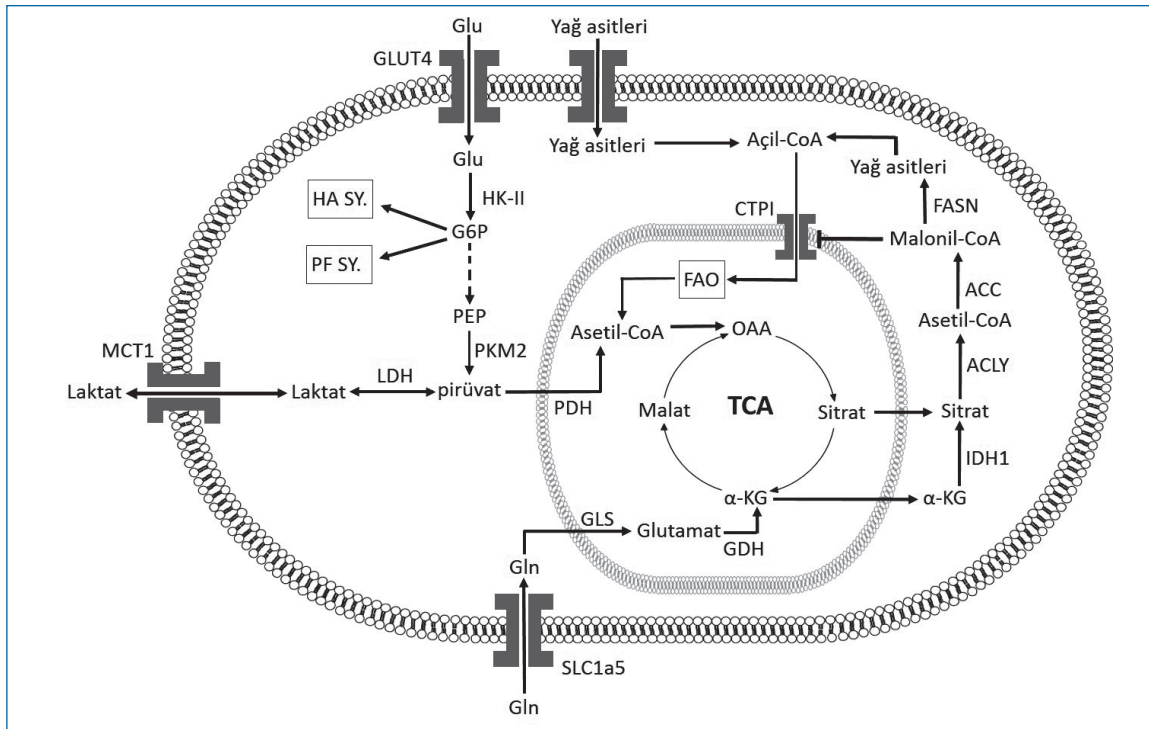 Glu
Yağ asitleri
GLUT4
Glu
Yağ asitleri
Açil-CoA
Yağ asitleri
HK-II
HA SY.
G6P
PF SY.
CTPI
FASN
Malonil-CoA
FAO
ACC
PEP
Asetil-CoA
OAA
Asetil-CoA
MCT1
PKM2
ACLY
Laktat
Laktat
LDH
pirüvat
PDH
Malat
TCA
Sitrat
Sitrat
IDH1
α-KG
α-KG
GLS
Glutamat
GDH
Gln
SLC1a5
Gln